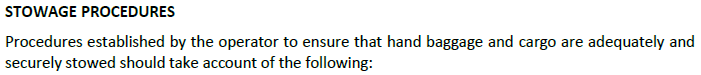 STOWAGE PROCEDURES
Procedures established by the operator to ensure that hand baggage and cargo are adequately and
securely stowed should take account of the following: